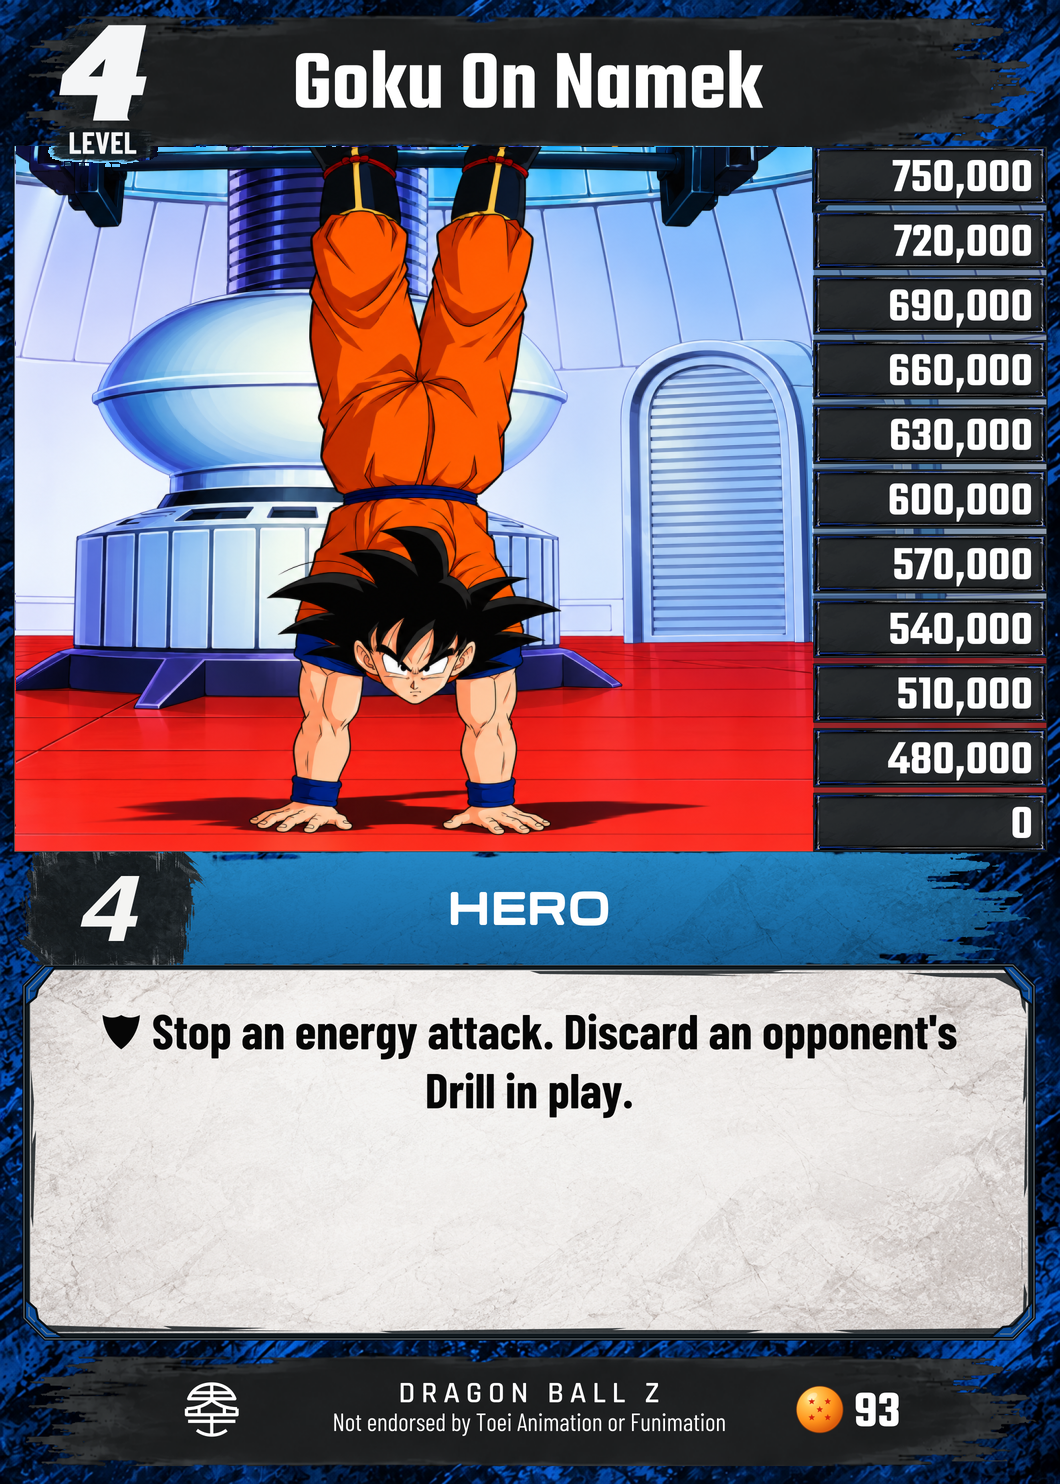 4
LEVEL
Goku On Namek
750,000
720,000
690,000
660,000
630,000
600,000
570,000
540,000
510,000
480,000
0
4
HERO
Stop an energy attack. Discard an opponent's
Drill in play.
DRAGON BALL Z
Not endorsed by Toei Animation or Funimation
93